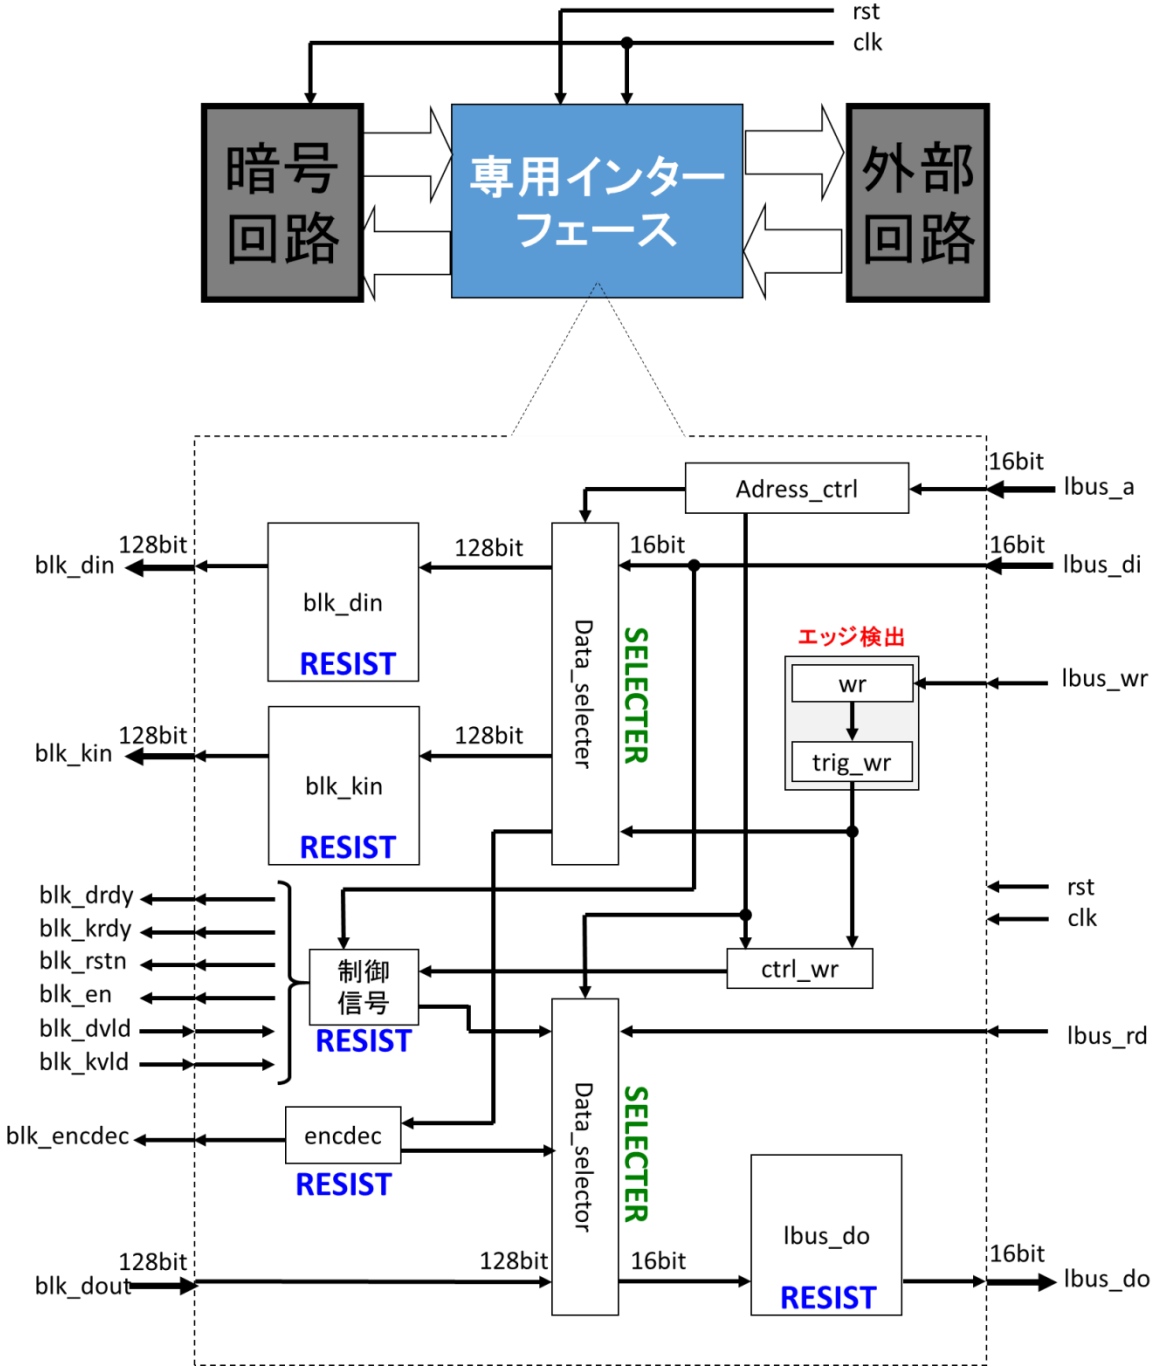 rst
clk
暗号
回路
専用インター
フェース
外部
回路
16bit
Adress_ctrl
lbus_a
128bit
128bit
16bit
16bit
blk_din
lbus_di
blk_din
RESIST
Data_selecter
SELECTER
エッジ検出
wr
lbus_wr
trig_wr
128bit
128bit
blk_kin
blk_kin
RESIST
blk_drdy
blk_krdy
blk_rstn
blk_en
blk_dvld
blk_kvld
rst
clk
制御
信号
RESIST
ctrl_wr
lbus_rd
Data_selector
SELECTER
blk_encdec
encdec
RESIST
lbus_do
RESIST
128bit
128bit
16bit
16bit
blk_dout
lbus_do